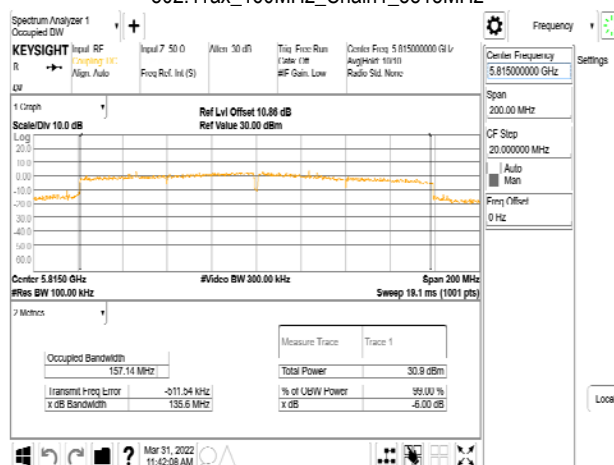 Spectrum Analyzer 1
Occupied BW
+
Frequency
KEYSIGHT
Input: RF
Coupling: DC
Align: Auto
Input Z: 50 Ω
Freq Ref: Int (S)
Atten: 30 dB
Trig: Free Run
Gate: Off
#IF Gain: Low
Center Freq: 5.815000000 GHz
Avg|Hold: 10/10
Radio Std: None
R
LW
Center Frequency
5.815000000 GHz
Settings
Span
200.00 MHz
CF Step
20.000000 MHz
Auto
Man
Freq Offset
0 Hz
1 Graph
Scale/Div 10.0 dB
Ref Lvl Offset 10.86 dB
Ref Value 30.00 dBm
Log
20.0
10.0
0.00
-10.0
-20.0
-30.0
-40.0
-50.0
-60.0
Center 5.8150 GHz
#Res BW 100.00 kHz
#Video BW 300.00 kHz
Span 200 MHz
Sweep 19.1 ms (1001 pts)
2 Metrics
Measure Trace
Trace 1
Occupied Bandwidth
157.14 MHz
Total Power
30.9 dBm
Transmit Freq Error
-511.54 kHz
% of OBW Power
99.00 %
x dB Bandwidth
135.6 MHz
x dB
-6.00 dB
Local
?
Mar 31, 2022
11:42:08 AM